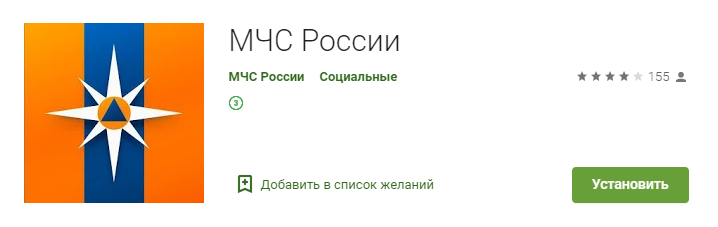 МЧС России
МЧС России Социальные 155
3
Добавить в список желаний Установить